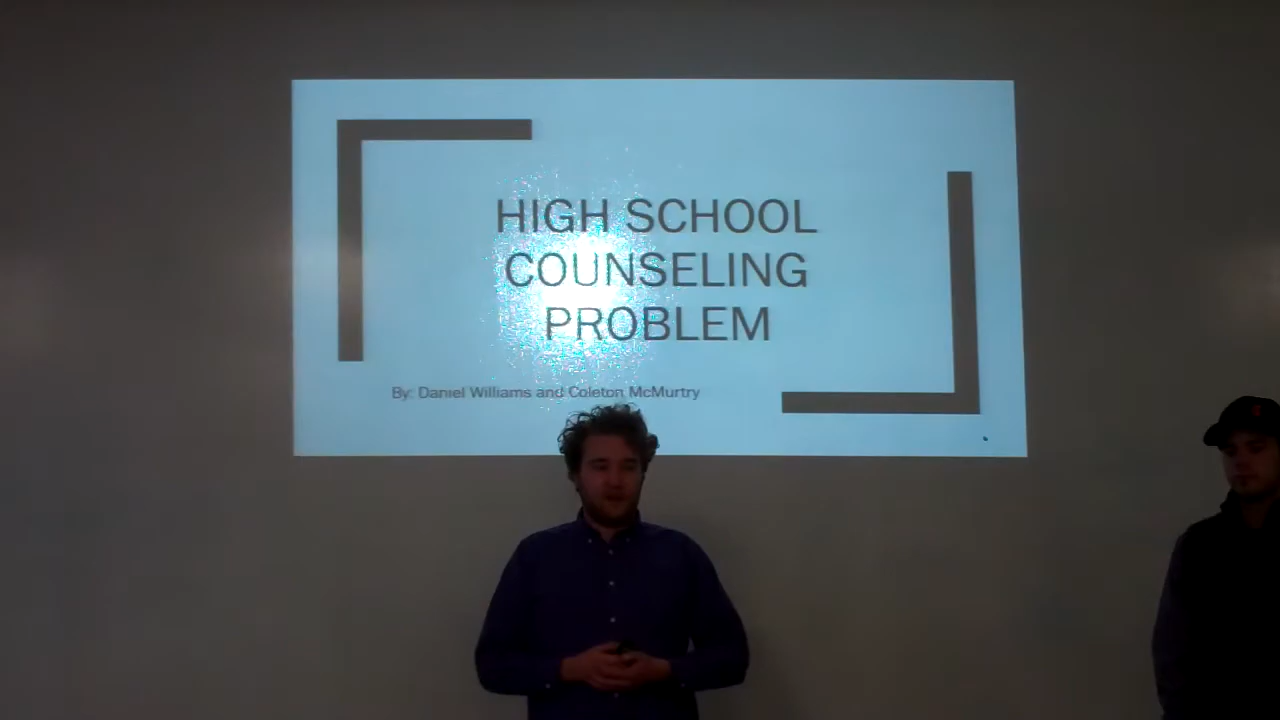 HIGH SCHOOL
COUNSELING
PROBLEM
By: Daniel Williams and Coleton McMurtry